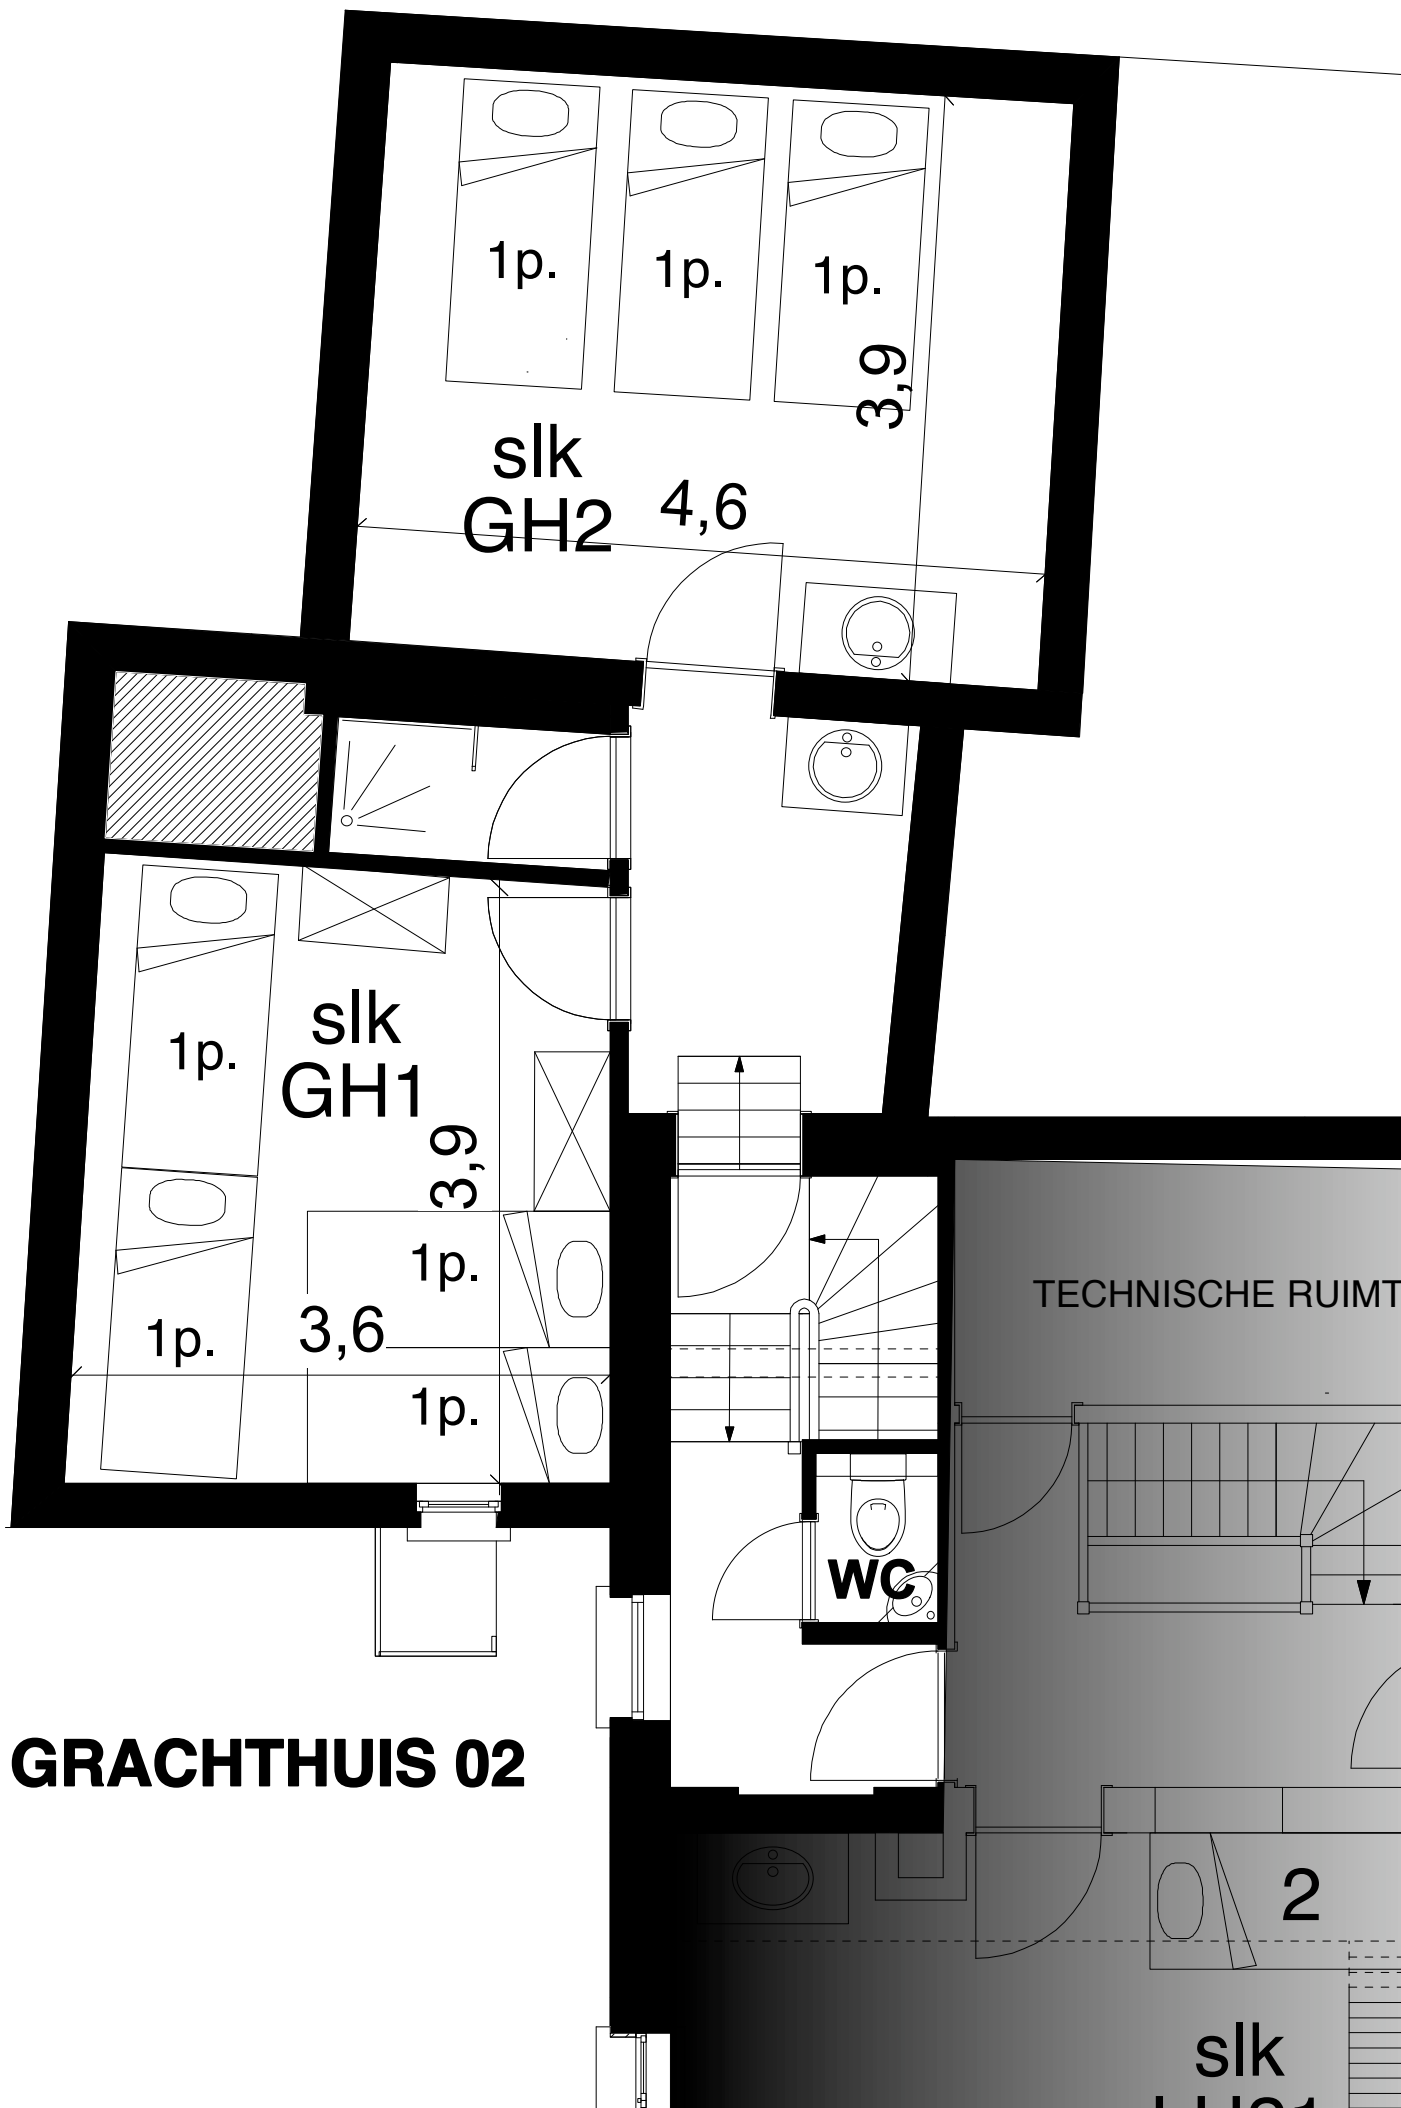 1p.
1p.
1p.
3,9
slk
GH2
4,6
slk
GH1
1p.
3,9
1p.
3,6
1p.
1p.
TECHNISCHE RUIMT
WC
GRACHTHUIS 02
2
slk